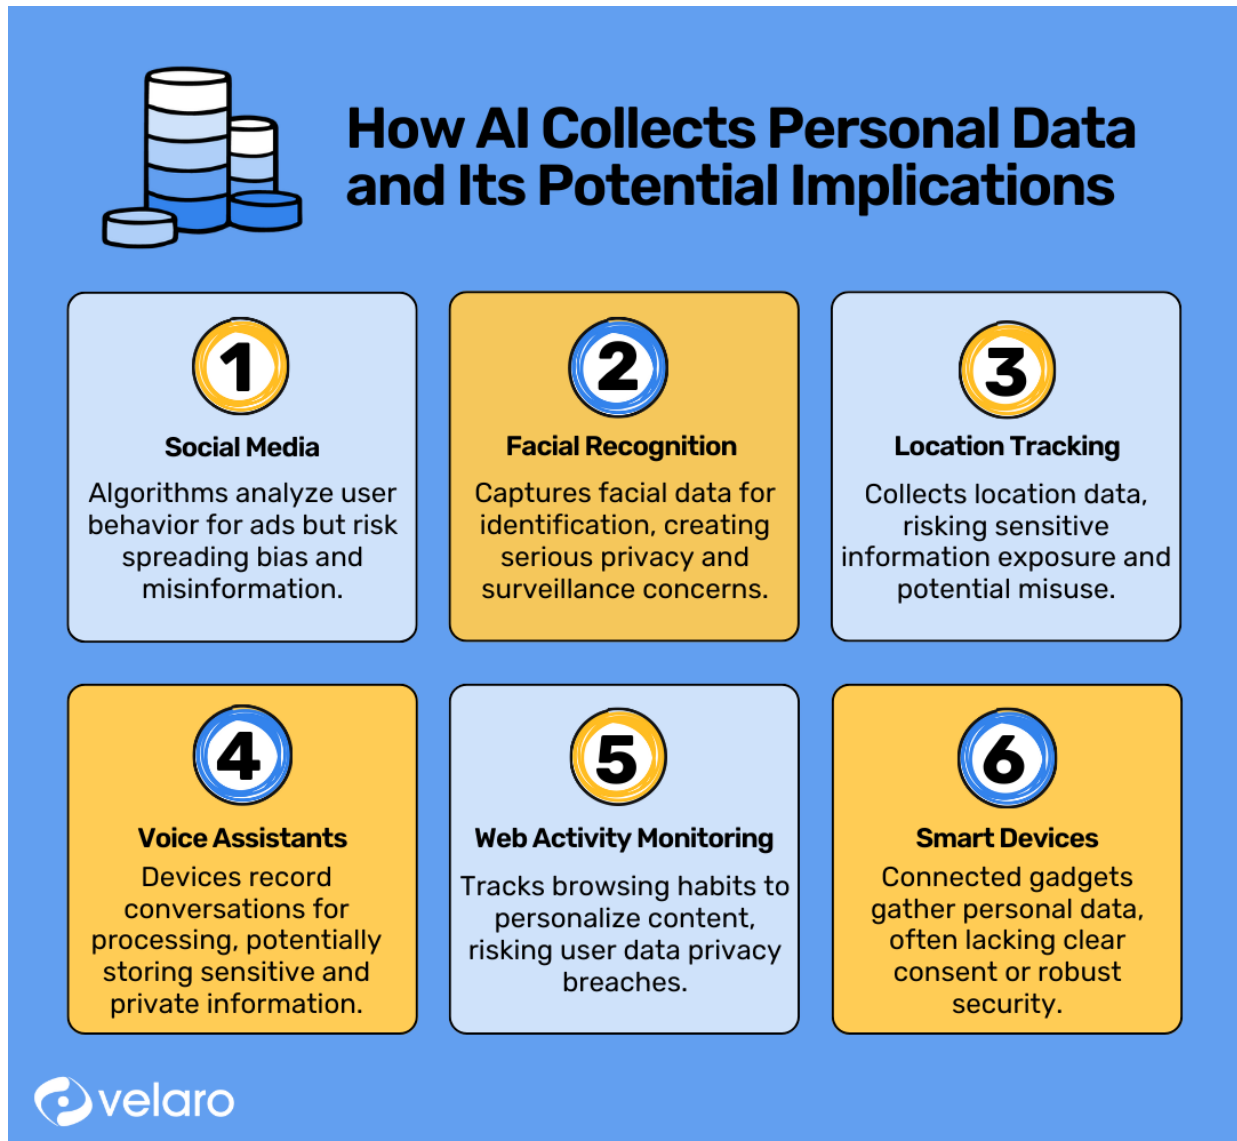 How AI Collects Personal Data
and Its Potential Implications
1
Social Media
Algorithms analyze user
behavior for ads but risk
spreading bias and
misinformation.
2
Facial Recognition
Captures facial data for
identification, creating
serious privacy and
surveillance concerns.
3
Location Tracking
Collects location data,
risking sensitive
information exposure and
potential misuse.
4
Voice Assistants
Devices record
conversations for
processing, potentially
storing sensitive and
private information.
5
Web Activity Monitoring
Tracks browsing habits to
personalize content,
risking user data privacy
breaches.
6
Smart Devices
Connected gadgets
gather personal data,
often lacking clear
consent or robust
security.
velaro